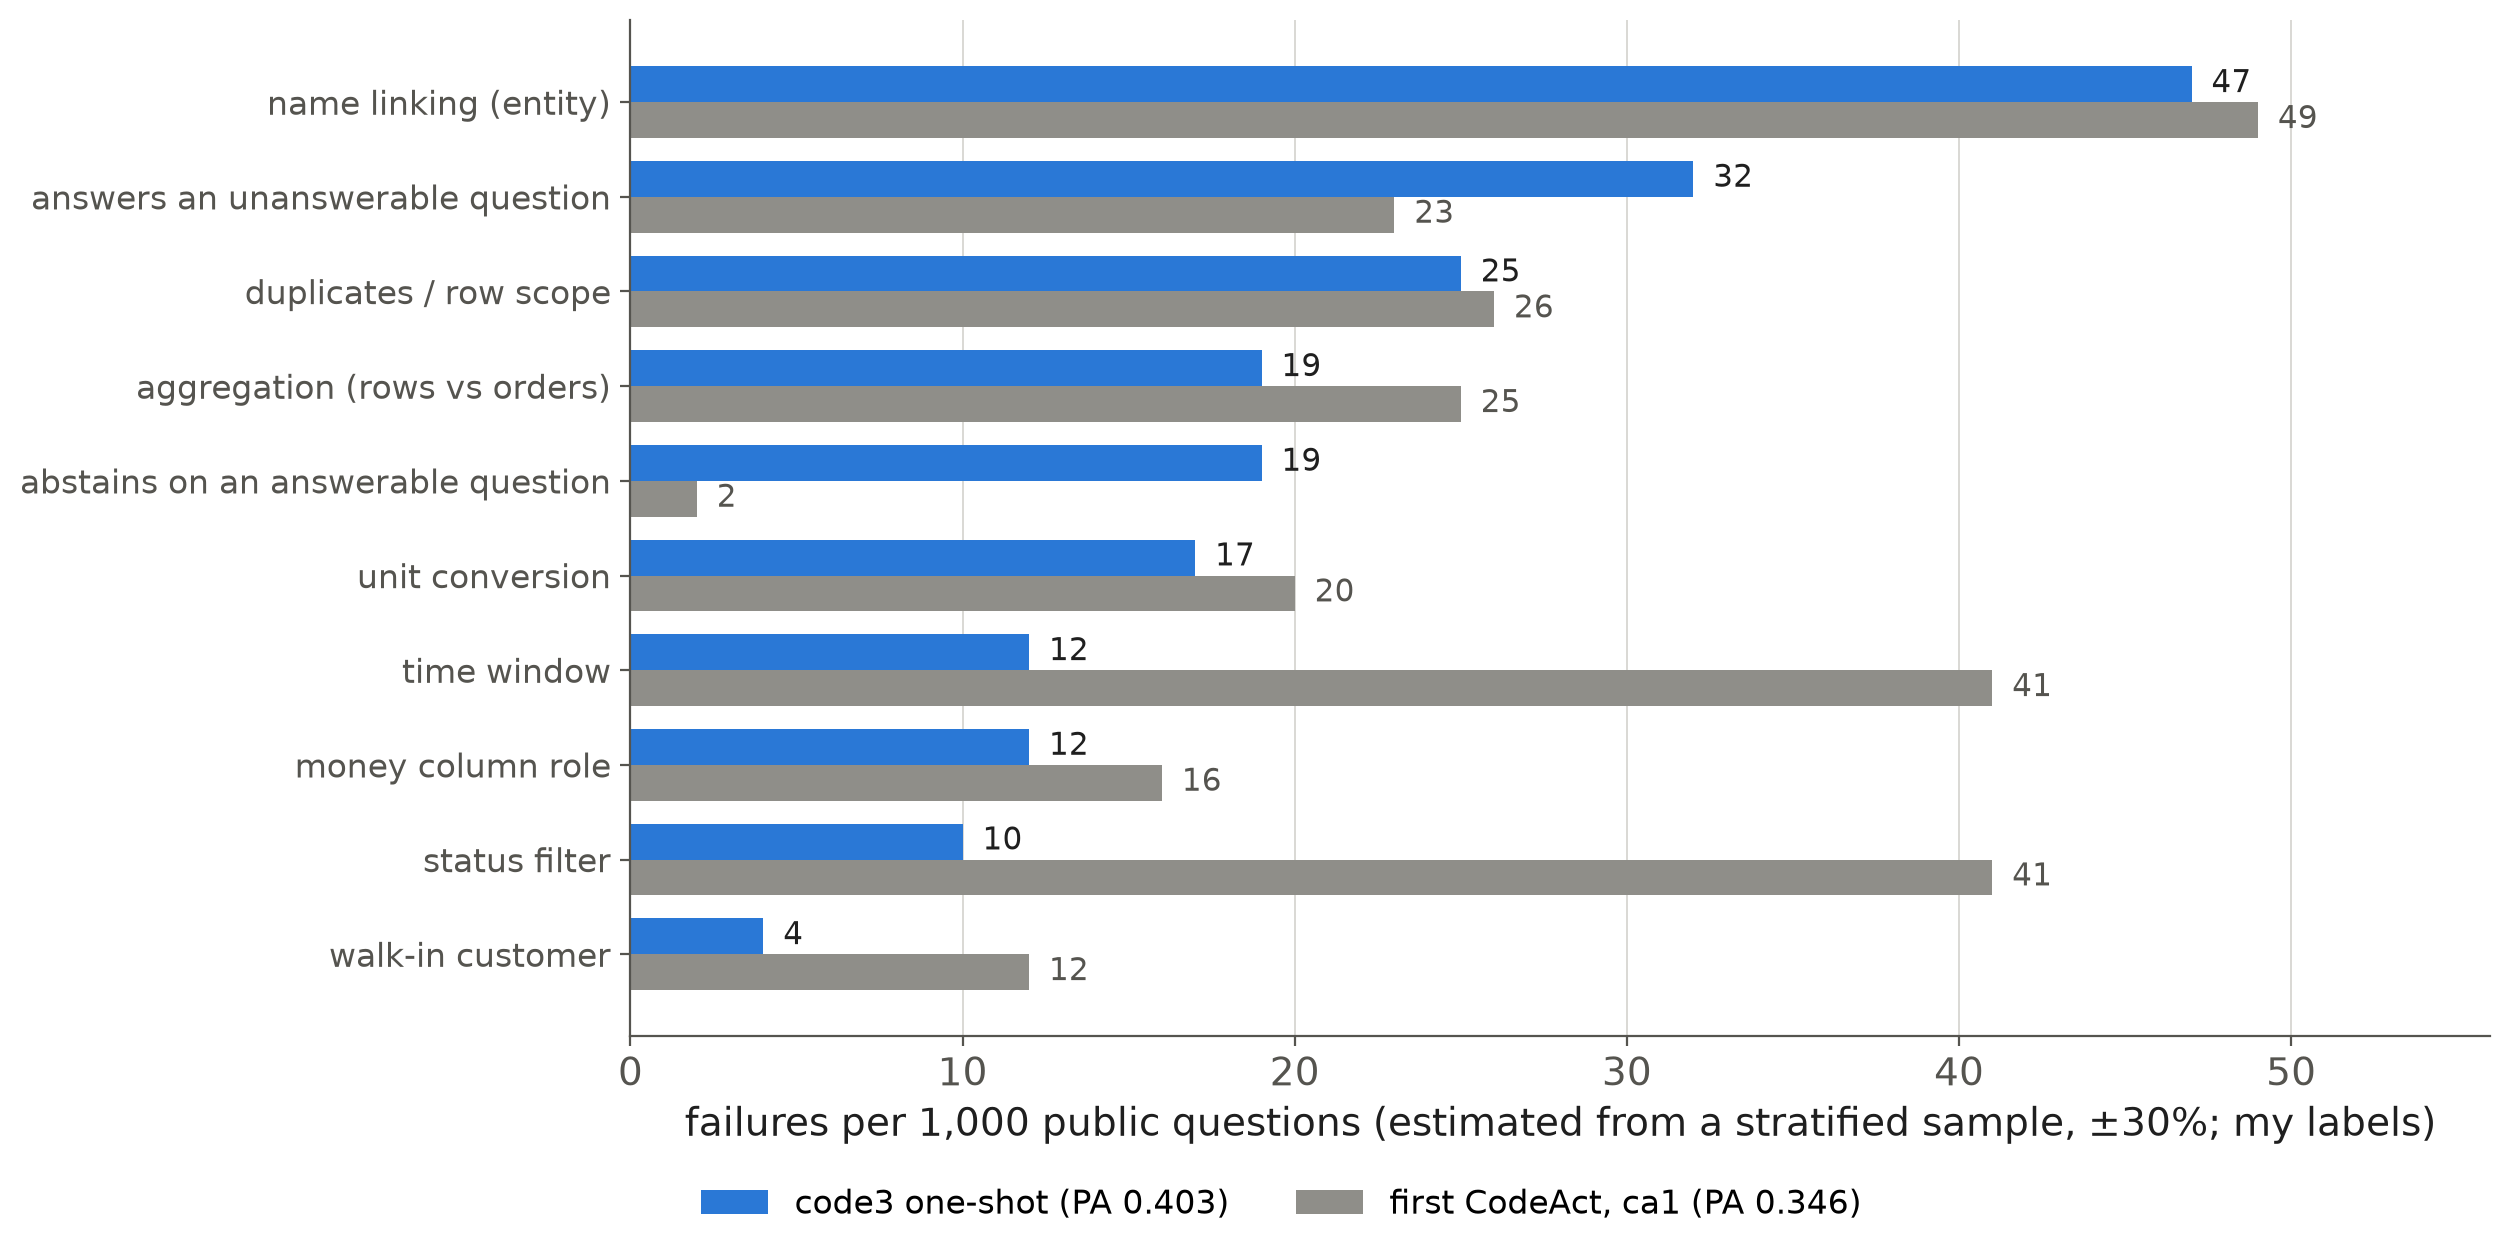 name linking (entity)
47
49
answers an unanswerable question
32
23
duplicates / row scope
25
26
aggregation (rows vs orders)
19
25
abstains on an answerable question
19
2
unit conversion
17
20
time window
12
41
money column role
12
16
status filter
10
41
walk-in customer
4
12
0 10 20 30 40 50
failures per 1,000 public questions (estimated from a stratified sample, ±30%; my labels)
code3 one-shot (PA 0.403) first CodeAct, ca1 (PA 0.346)